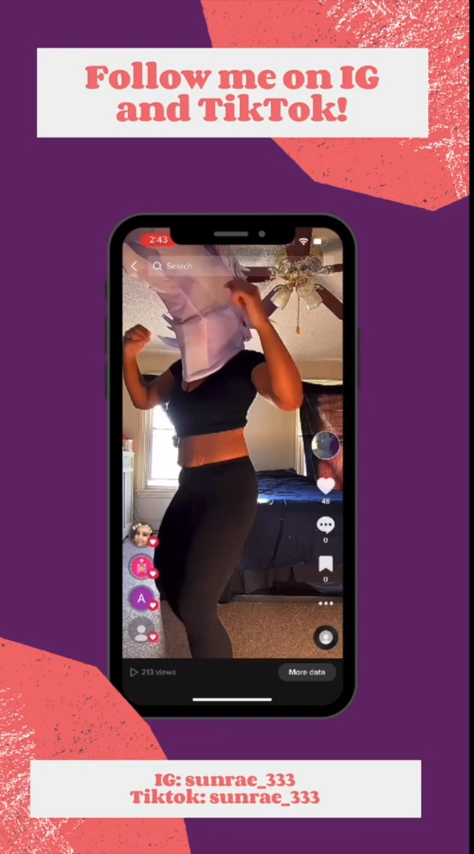 Follow me on IG
and TikTok!
2:43
Search
48
0
0
A
213 views
More data
IG: sunrae_333
Tiktok: sunrae_333